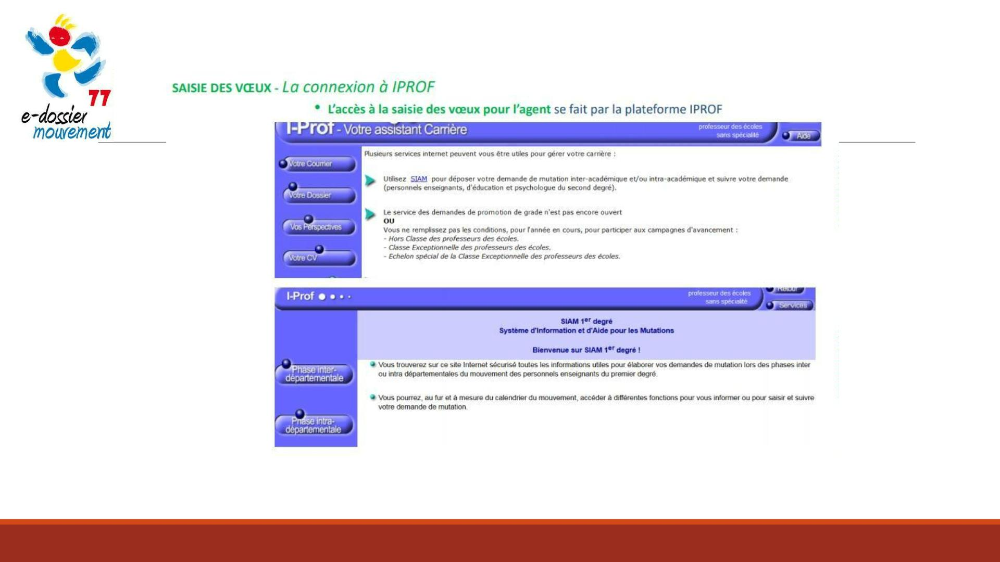 77
e-dossier
mouvement
SAISIE DES VŒUX - La connexion à IPROF
• L'accès à la saisie des vœux pour l'agent se fait par la plateforme IPROF
I-Prof - Votre assistant Carrière
professeur des écoles
sans spécialité
Aide
Votre Courrier
Votre Dossier
Vos Perspectives
Votre CV
Plusieurs services internet peuvent vous être utiles pour gérer votre carrière :
Utilisez SIAM pour déposer votre demande de mutation inter-académique et/ou intra-académique et suivre votre demande
(personnels enseignants, d'éducation et psychologue du second degré).
Le service des demandes de promotion de grade n'est pas encore ouvert
OU
Vous ne remplissez pas les conditions, pour l'année en cours, pour participer aux campagnes d'avancement :
- Hors Classe des professeurs des écoles.
- Classe Exceptionnelle des professeurs des écoles.
- Echelon spécial de la Classe Exceptionnelle des professeurs des écoles.
I-Prof
professeur des écoles
sans spécialité
Retour
Services
SIAM 1er degré
Système d'Information et d'Aide pour les Mutations
Bienvenue sur SIAM 1er degré !
Phase inter-
départementale
Phase intra-
départementale
Vous trouverez sur ce site Internet sécurisé toutes les informations utiles pour élaborer vos demandes de mutation lors des phases inter
ou intra départementales du mouvement des personnels enseignants du premier degré.
Vous pourrez, au fur et à mesure du calendrier du mouvement, accéder à différentes fonctions pour vous informer ou pour saisir et suivre
votre demande de mutation.